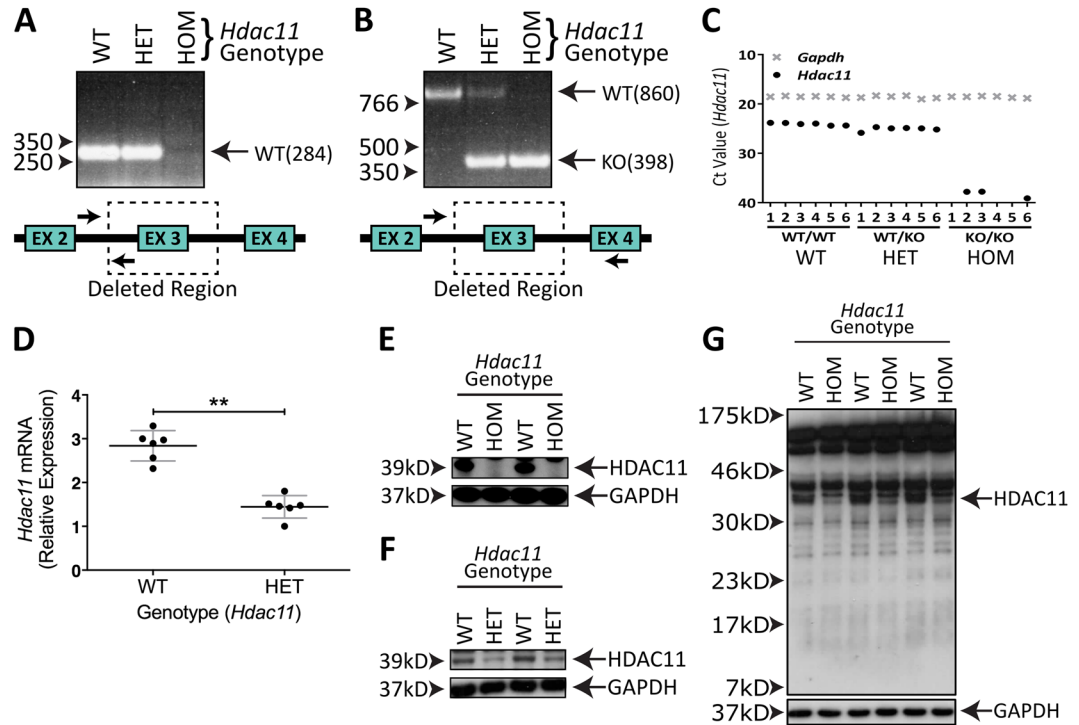 A
WT
HET
HOM
Hdac11
Genotype
350
250
WT(284)
EX 2
EX 3
EX 4
Deleted Region
B
WT
HET
HOM
Hdac11
Genotype
766
500
350
WT(860)
KO(398)
EX 2
EX 3
EX 4
Deleted Region
C
Gapdh
Hdac11
Ct Value (Hdac11)
10
20
30
40
1 2 3 4 5 6 1 2 3 4 5 6 1 2 3 4 5 6
WT/WT WT/KO KO/KO
WT HET HOM
D
Hdac11 mRNA
(Relative Expression)
4
3
2
1
0
**
WT HET
Genotype (Hdac11)
E
Hdac11
Genotype
WT HOM WT HOM
39kD
HDAC11
37kD
GAPDH
F
Hdac11
Genotype
WT HET WT HET
39kD
HDAC11
37kD
GAPDH
G
Hdac11
Genotype
WT HOM WT HOM WT HOM
175kD
46kD
HDAC11
30kD
23kD
17kD
7kD
37kD
GAPDH